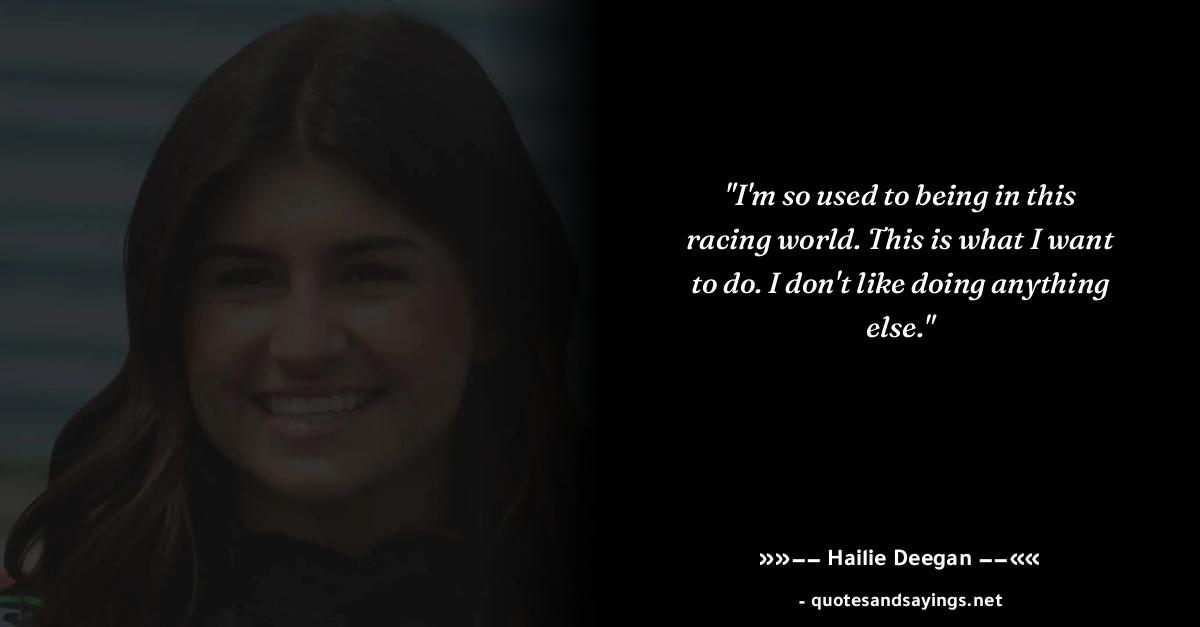 "I'm so used to being in this
racing world. This is what I want
to do. I don't like doing anything
else."
»»−− Hailie Deegan −−««
- quotesandsayings.net